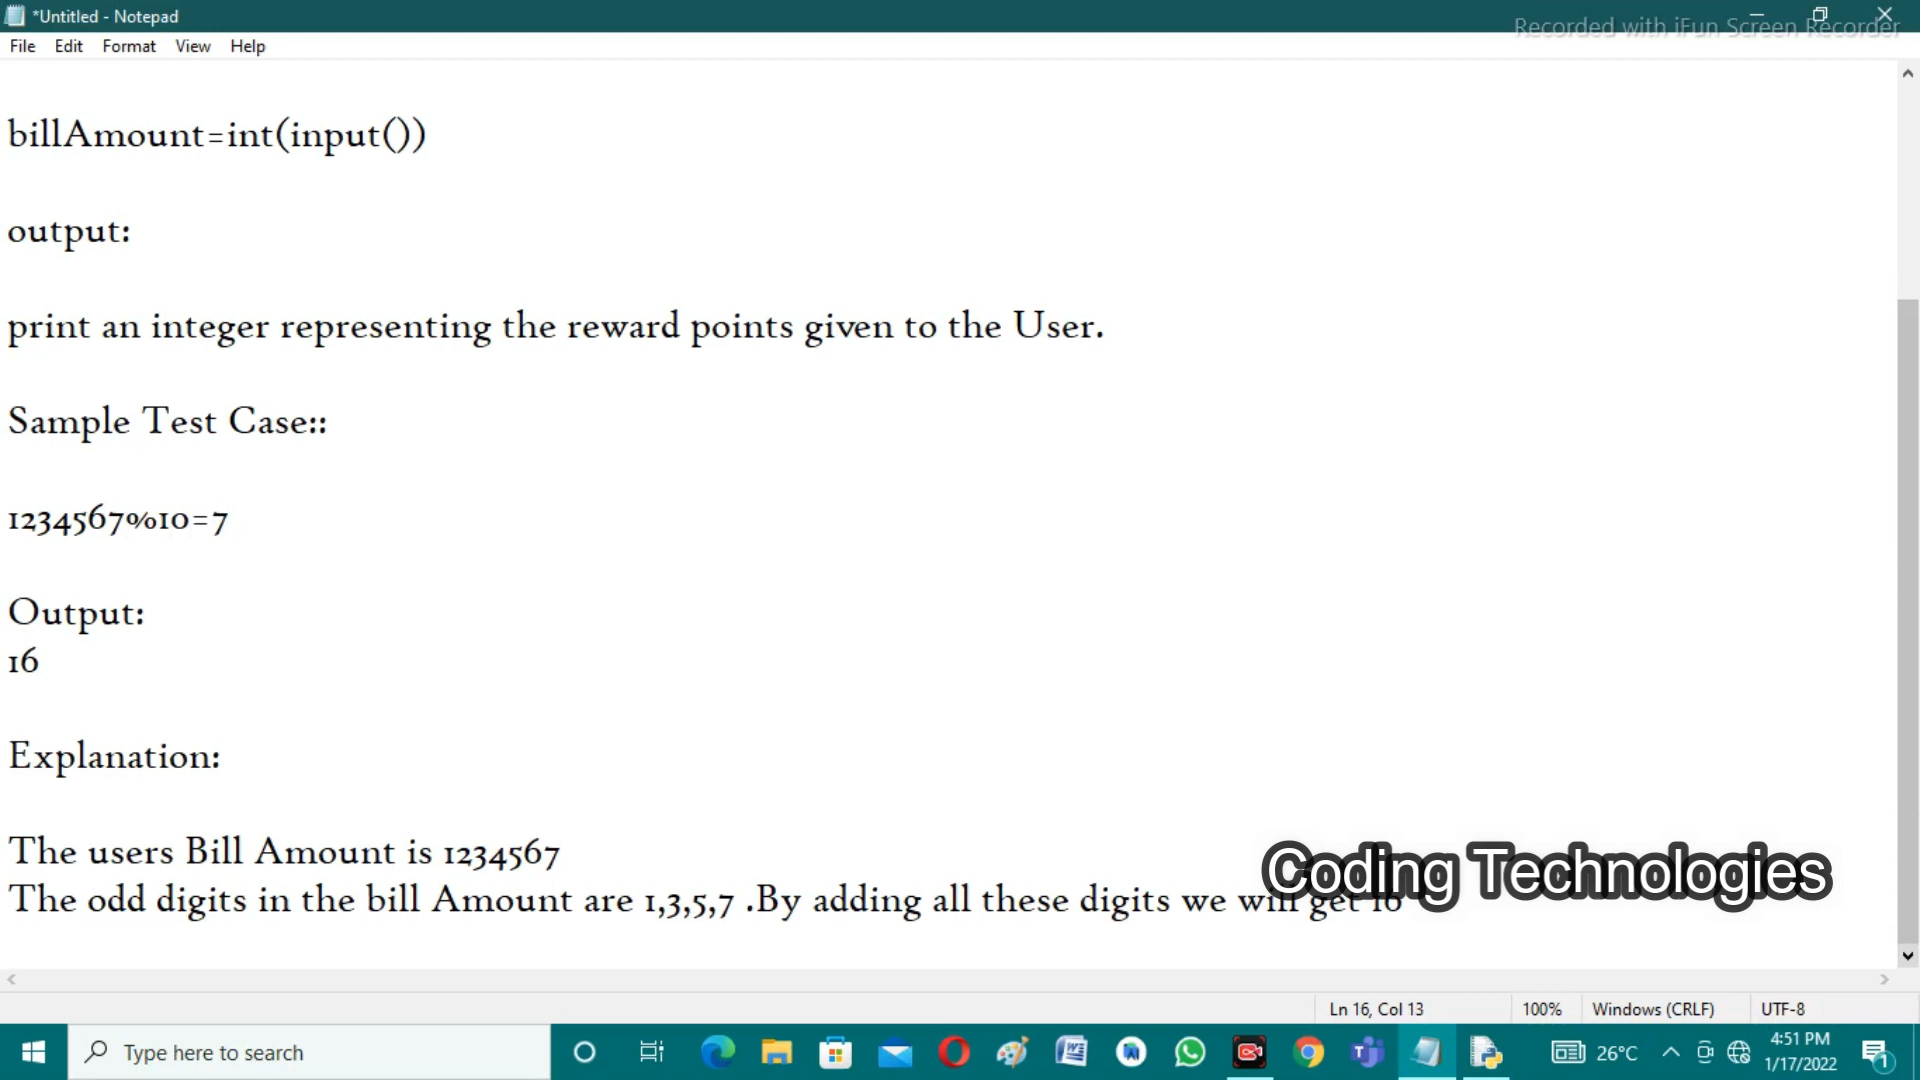 *Untitled - Notepad
Recorded with iFun Screen Recorder
File Edit Format View Help
billAmount=int(input())
output:
print an integer representing the reward points given to the User.
Sample Test Case::
1234567%10=7
Output:
16
Explanation:
The users Bill Amount is 1234567
Coding Technologies
The odd digits in the bill Amount are 1,3,5,7 .By adding all these digits we will get 16
Ln 16, Col 13 100% Windows (CRLF) UTF-8
Type here to search
26°C
4:51 PM
1/17/2022
1